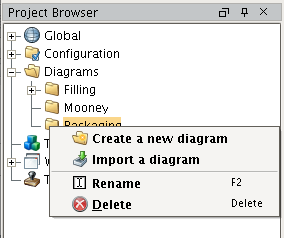 Project Browser
Global
Configuration
Diagrams
Filling
Mooney
Packaging
Create a new diagram
Import a diagram
Rename F2
Delete Delete